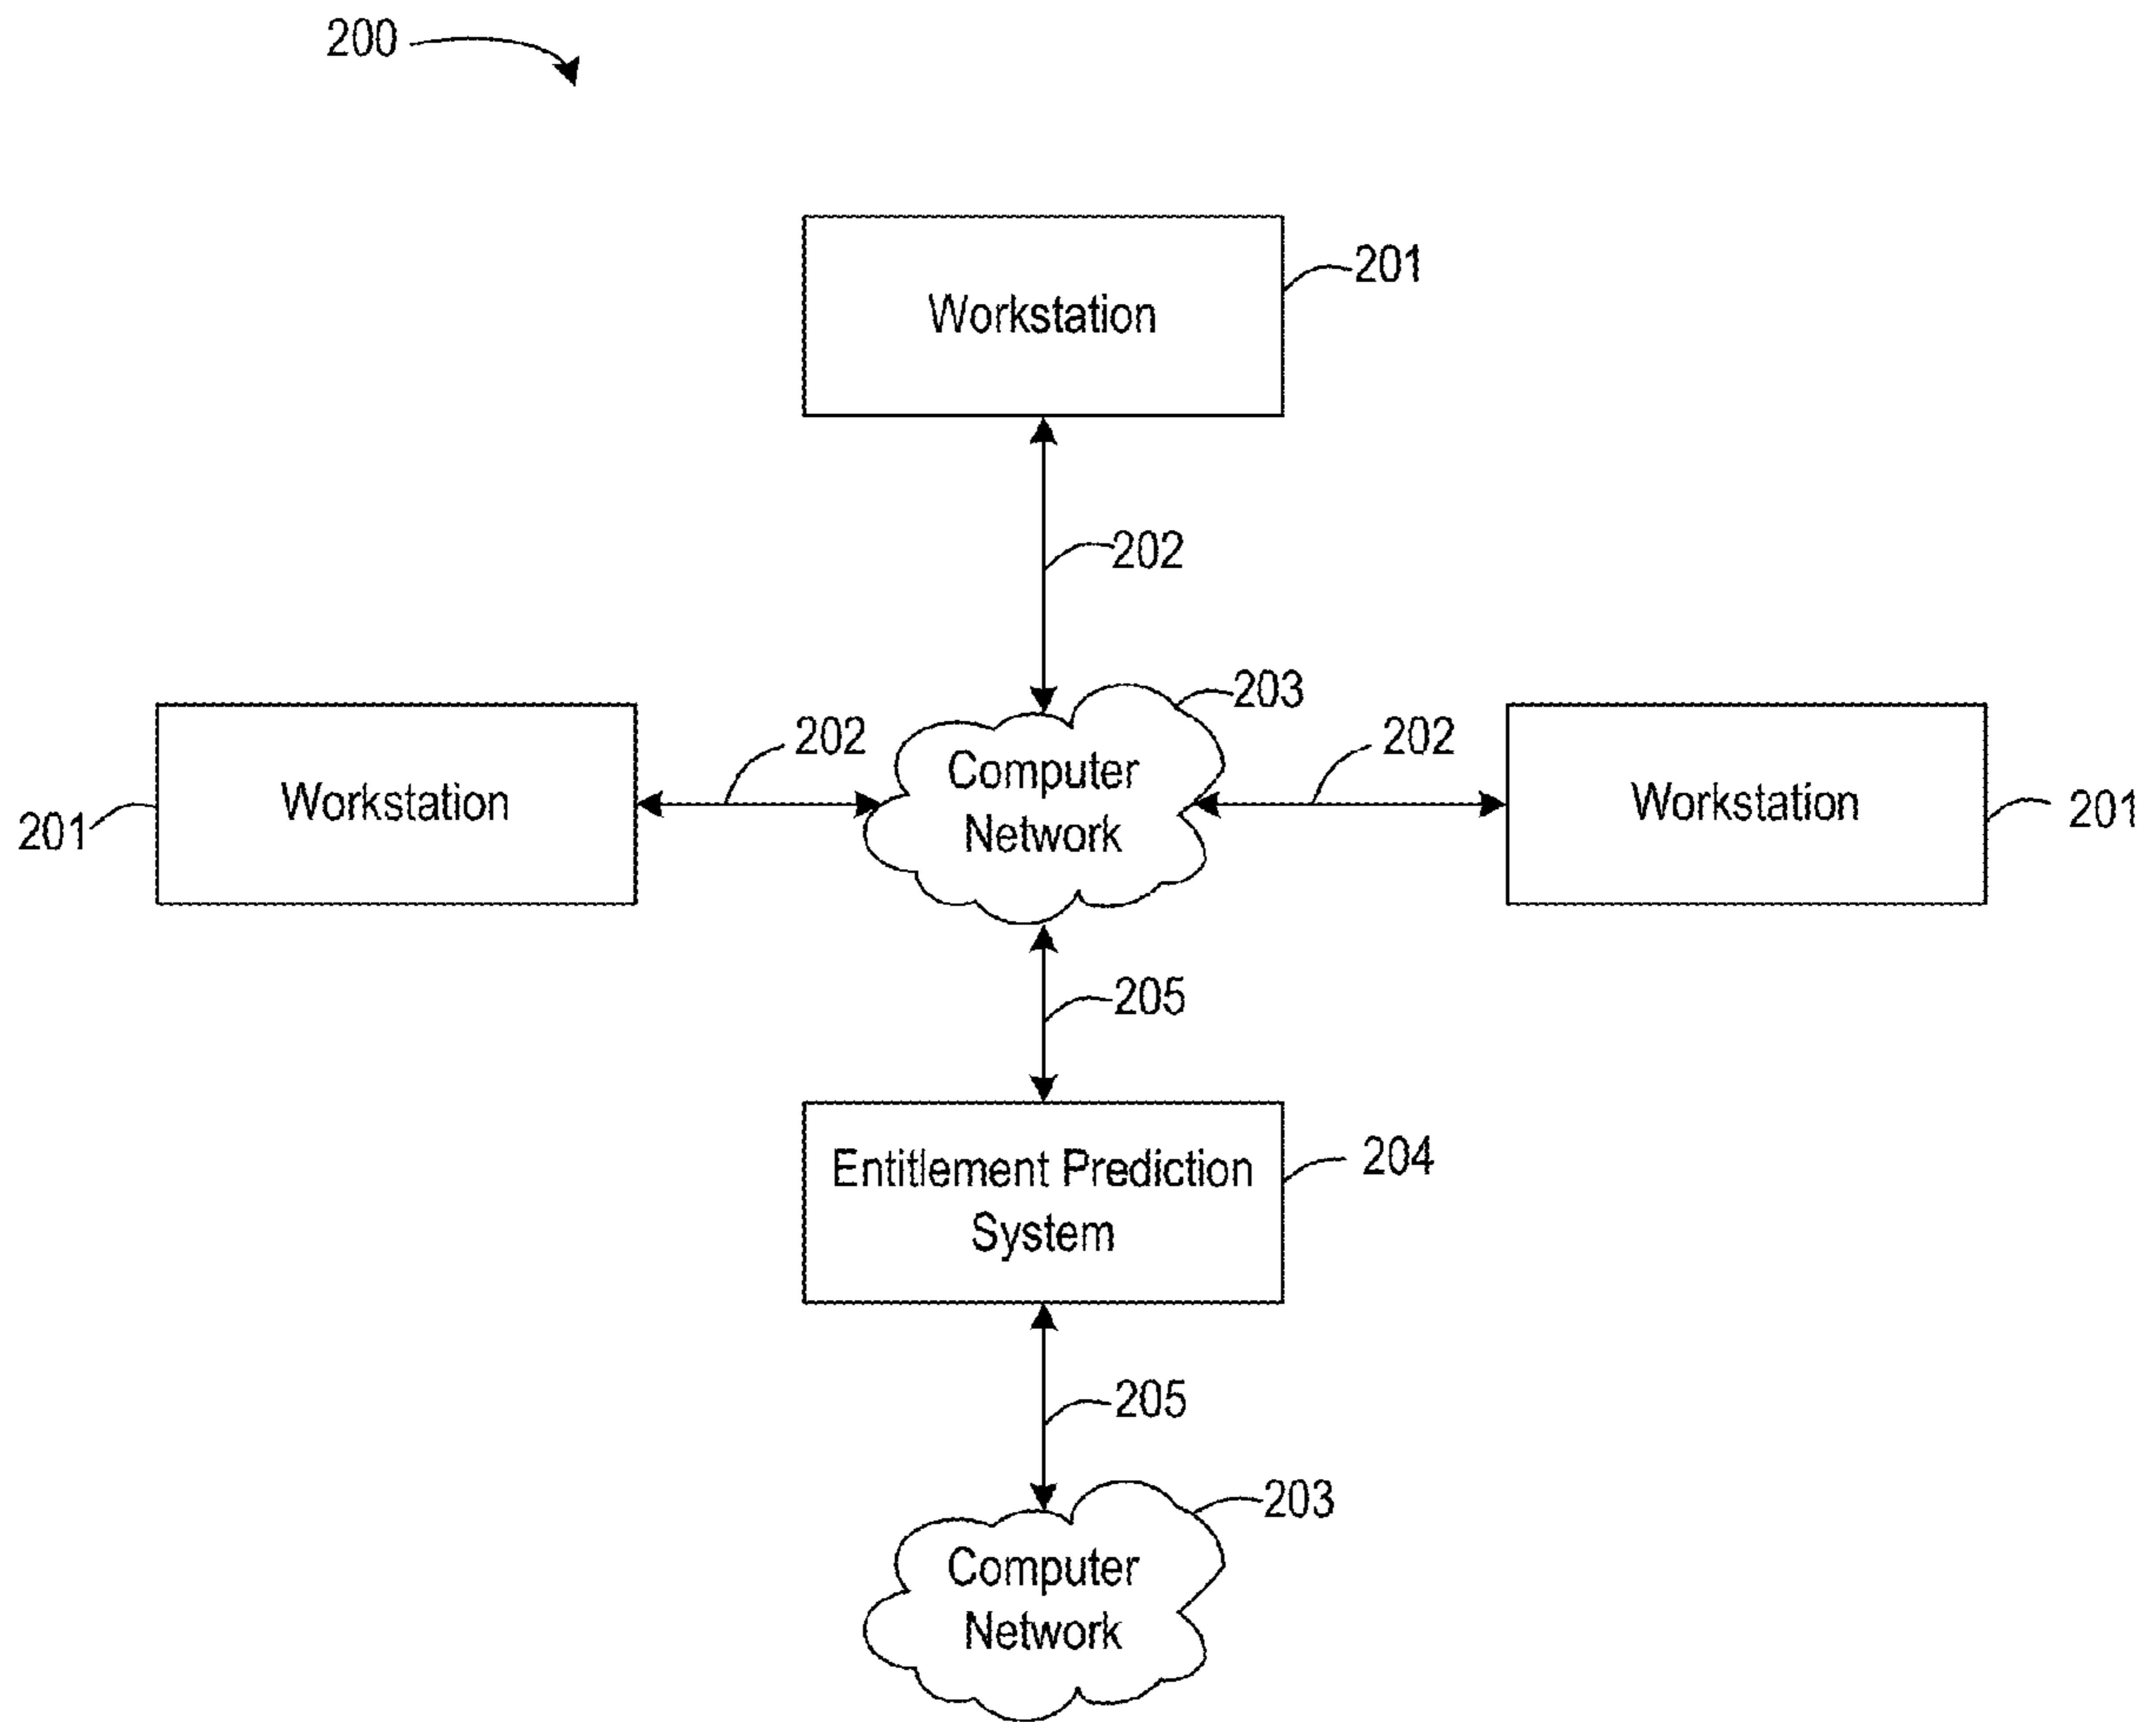 200
Workstation
201
202
203
Workstation
201
202
Computer
Network
202
Workstation
201
205
Entitlement Prediction
System
204
205
203
Computer
Network